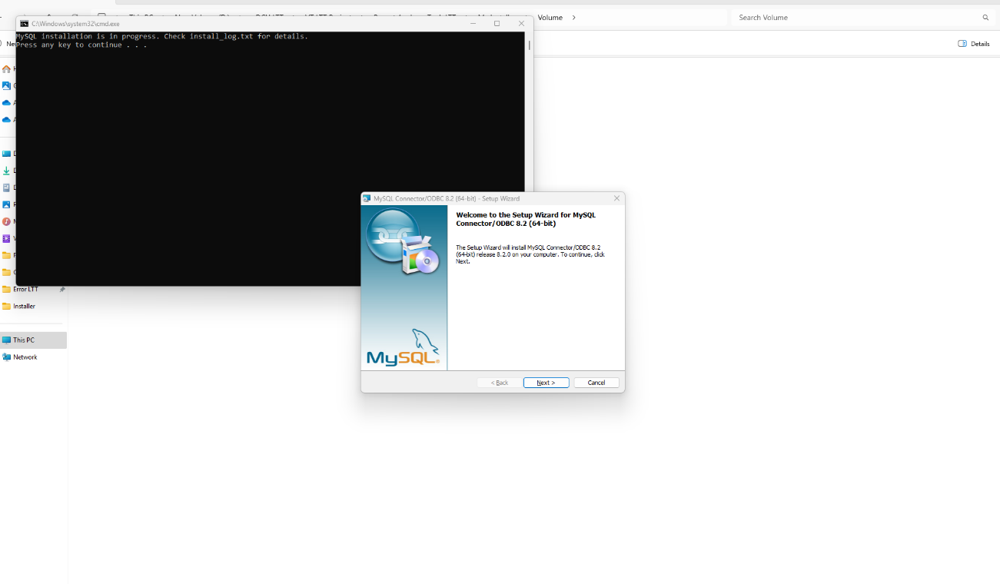 C:\Windows\system32\cmd.exe
Volume
Search Volume
MySQL installation is in progress. Check install_log.txt for details.
Press any key to continue . . .
Details
MySQL Connector/ODBC 8.2 (64-bit) - Setup Wizard
Welcome to the Setup Wizard for MySQL
Connector/ODBC 8.2 (64-bit)
The Setup Wizard will install MySQL Connector/ODBC 8.2
(64-bit) release 8.2.0 on your computer. To continue, click
Next.
MySQL®
< Back
Next >
Cancel
Error LTT
Installer
This PC
Network